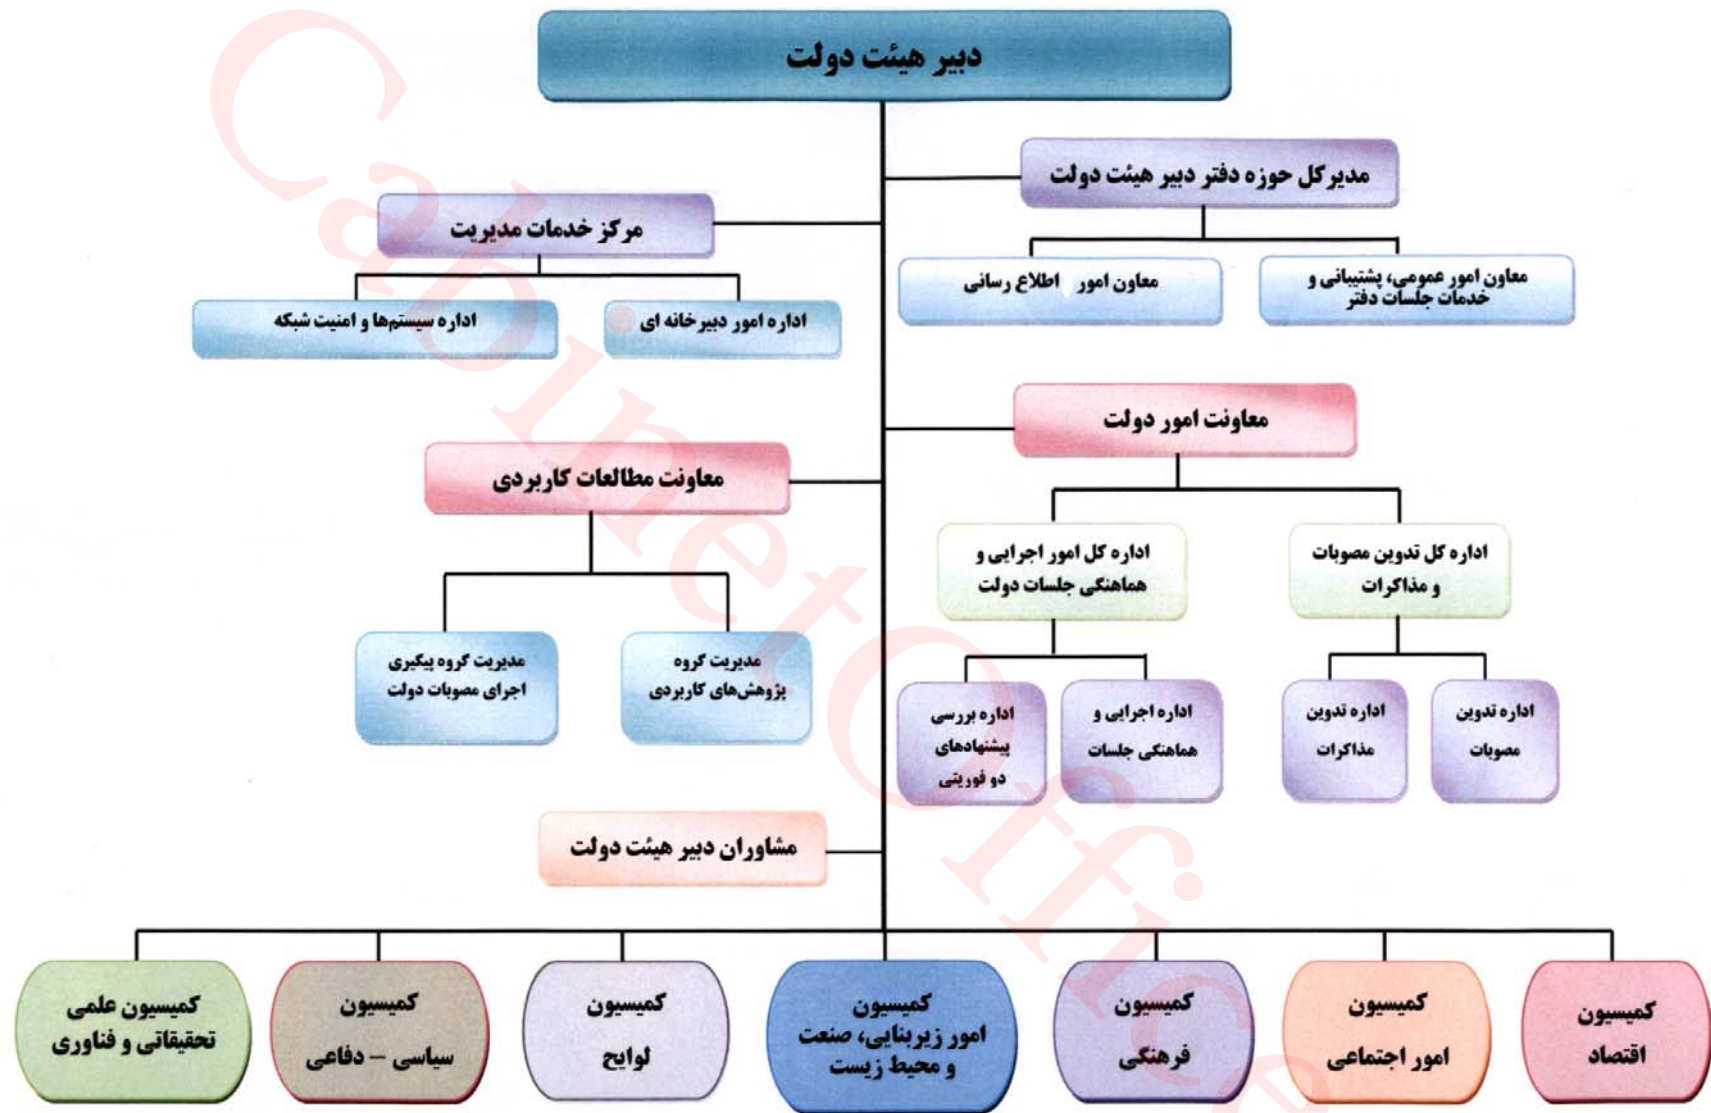 دبیر هیئت دولت
مدیرکل حوزه دفتر دبیر هیئت دولت
معاون امور عمومی، پشتیبانی و
خدمات جلسات دفتر
معاون امور اطلاع رسانی
مرکز خدمات مدیریت
اداره امور دبیرخانه ای
اداره سیستم‌ها و امنیت شبکه
معاونت امور دولت
اداره کل تدوین مصوبات
و مذاکرات
اداره کل امور اجرایی و
هماهنگی جلسات دولت
اداره تدوین
مصوبات
اداره تدوین
مذاکرات
اداره اجرایی و
هماهنگی جلسات
اداره بررسی
پیشنهادهای
دو فوریتی
معاونت مطالعات کاربردی
مدیریت گروه
پژوهش‌های کاربردی
مدیریت گروه پیگیری
اجرای مصوبات دولت
مشاوران دبیر هیئت دولت
کمیسیون
اقتصاد
کمیسیون
امور اجتماعی
کمیسیون
فرهنگی
کمیسیون
امور زیربنایی، صنعت
و محیط زیست
کمیسیون
لوایح
کمیسیون
سیاسی – دفاعی
کمیسیون علمی
تحقیقاتی و فناوری
CabinetOffice